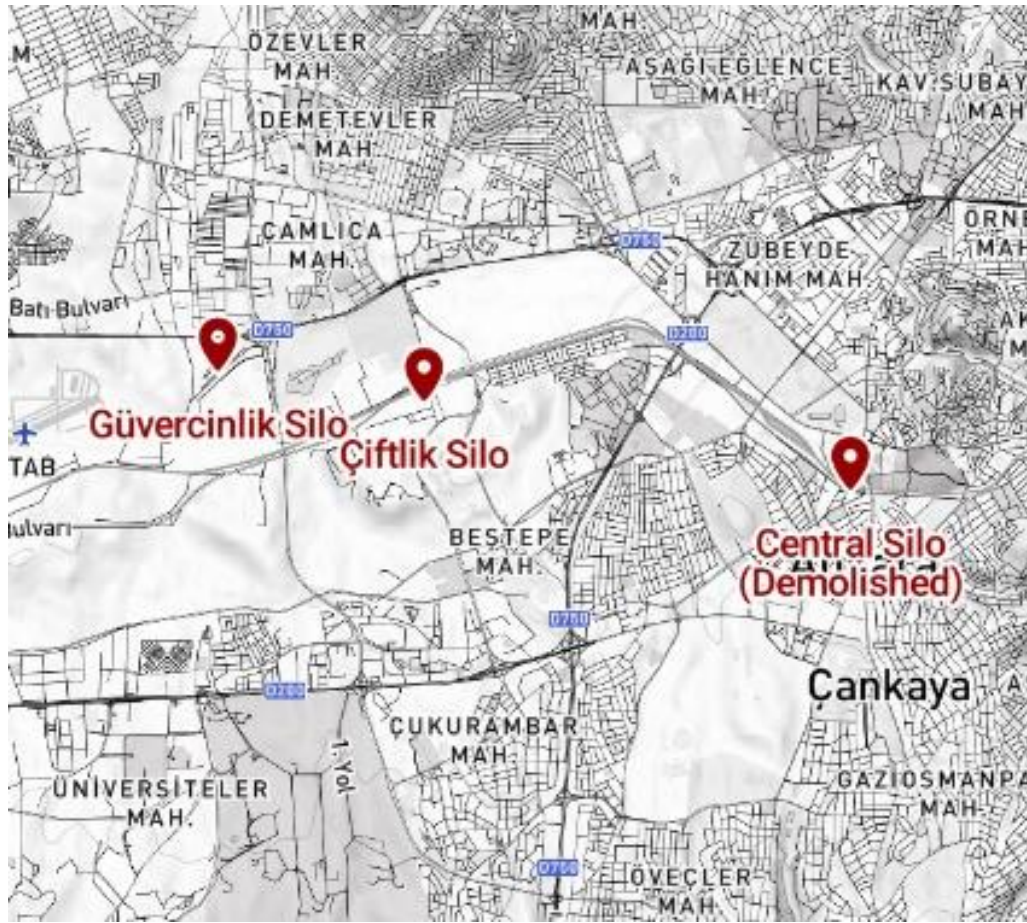 M
ÖZEVLER
MAH.
MAH.
AŞAĞI EĞLENCE
MAH.
KAV.SUBAY
MAH.
DEMETEVLER
MAH.
ÇAMLICA
MAH.
D750
ZÜBEYDE
HANIM MAH.
ÖRNE
MAH.
Batı Bulvarı
D750
D200
Güvercinlik Silo
Çiftlik Silo
TAB
ulvarı
BESTEPE
MAH.
Central Silo
(Demolished)
D750
D200
Çankaya
ÇUKURAMBAR
MAH.
1. Yol
ÜNİVERSİTELER
MAH.
GAZİOSMANPA
MAH.
D750
ÖVEÇLER
MAH.